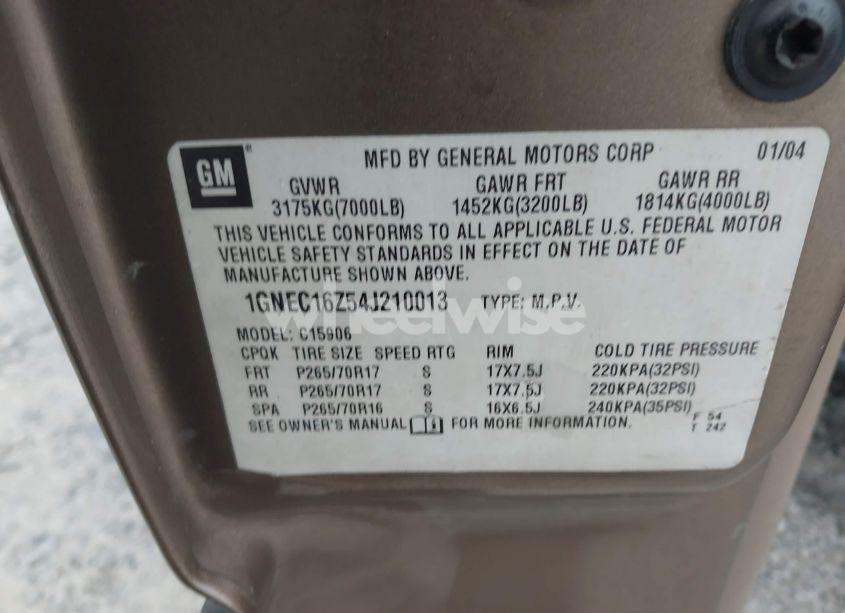 GM ® MFD BY GENERAL MOTORS CORP 01/04
GVWR GAWR FRT GAWR RR
3175KG(7000LB) 1452KG(3200LB) 1814KG(4000LB)
THIS VEHICLE CONFORMS TO ALL APPLICABLE U.S. FEDERAL MOTOR
VEHICLE SAFETY STANDARDS IN EFFECT ON THE DATE OF
MANUFACTURE SHOWN ABOVE.
1GNEC16Z54J210013 TYPE: M.P.V.
wheelwise
MODEL: C15906
CPOK TIRE SIZE SPEED RTG RIM COLD TIRE PRESSURE
FRT P265/70R17 S 17X7.5J 220KPA(32PSI)
RR P265/70R17 S 17X7.5J 220KPA(32PSI)
SPA P265/70R16 S 16X6.5J 240KPA(35PSI)
SEE OWNER'S MANUAL FOR MORE INFORMATION.
F 54
T 242